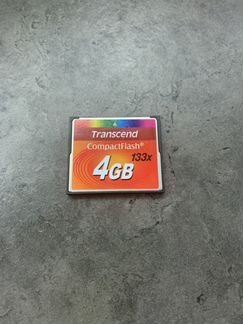 Transcend
CompactFlash®
133x
4GB